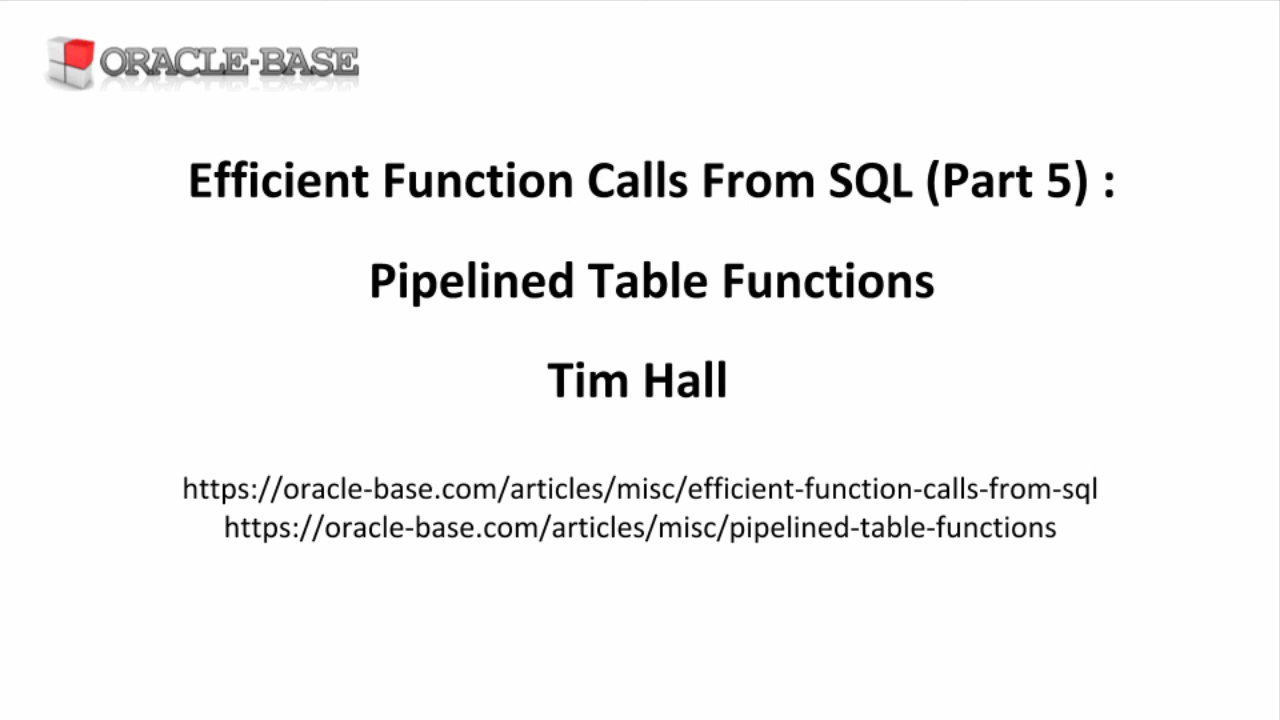 ORACLE-BASE
Efficient Function Calls From SQL (Part 5) :
Pipelined Table Functions
Tim Hall
https://oracle-base.com/articles/misc/efficient-function-calls-from-sql
https://oracle-base.com/articles/misc/pipelined-table-functions